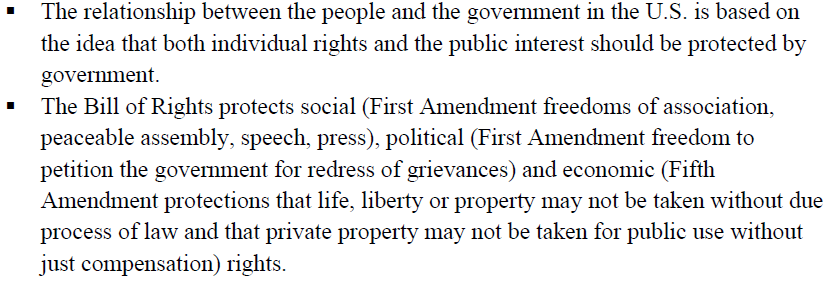 ▪ The relationship between the people and the government in the U.S. is based on
the idea that both individual rights and the public interest should be protected by
government.
▪ The Bill of Rights protects social (First Amendment freedoms of association,
peaceable assembly, speech, press), political (First Amendment freedom to
petition the government for redress of grievances) and economic (Fifth
Amendment protections that life, liberty or property may not be taken without due
process of law and that private property may not be taken for public use without
just compensation) rights.